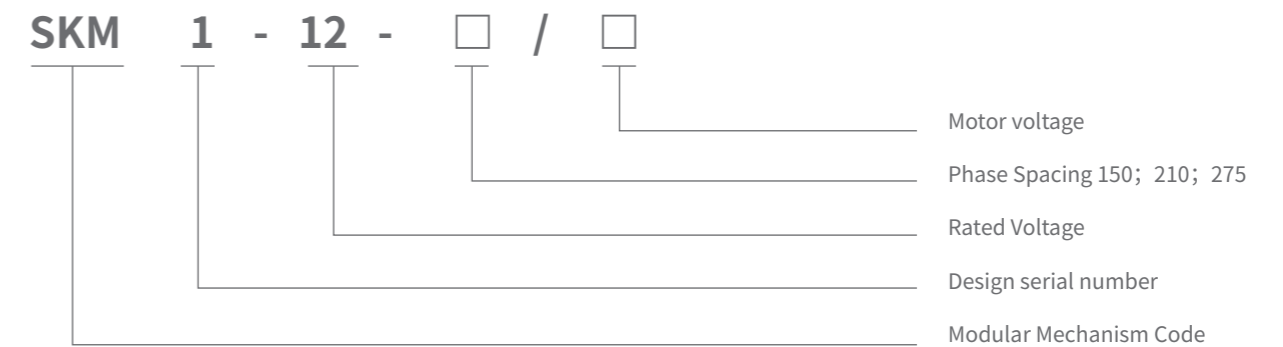 SKM 1 - 12 - □ / □
Motor voltage
Phase Spacing 150；210；275
Rated Voltage
Design serial number
Modular Mechanism Code